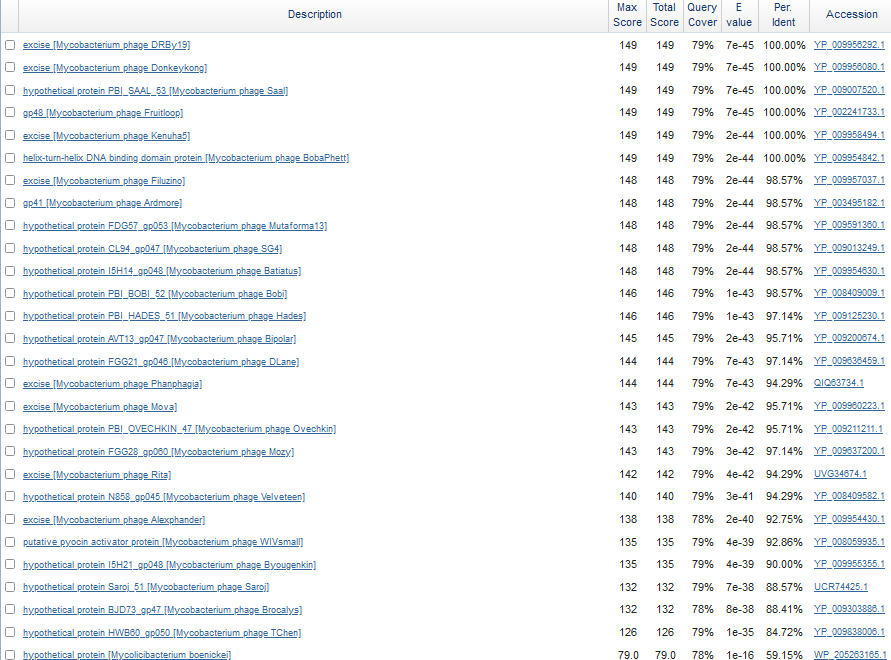 Description Max Score Total Score Query Cover E value Per. Ident Accession
excise [Mycobacterium phage DRBy19] 149 149 79% 7e-45 100.00% YP_009956292.1
excise [Mycobacterium phage Donkeykong] 149 149 79% 7e-45 100.00% YP_009956080.1
hypothetical protein PBI_SAAL_53 [Mycobacterium phage Saal] 149 149 79% 7e-45 100.00% YP_009007520.1
gp48 [Mycobacterium phage Fruitloop] 149 149 79% 7e-45 100.00% YP_002241733.1
excise [Mycobacterium phage Kenuha5] 149 149 79% 2e-44 100.00% YP_009958494.1
helix-turn-helix DNA binding domain protein [Mycobacterium phage BobaPhett] 149 149 79% 2e-44 100.00% YP_009954842.1
excise [Mycobacterium phage Filuzino] 148 148 79% 2e-44 98.57% YP_009957037.1
gp41 [Mycobacterium phage Ardmore] 148 148 79% 2e-44 98.57% YP_003495182.1
hypothetical protein FDG57_gp053 [Mycobacterium phage Mutaforma13] 148 148 79% 2e-44 98.57% YP_009591360.1
hypothetical protein CL94_gp047 [Mycobacterium phage SG4] 148 148 79% 2e-44 98.57% YP_009013249.1
hypothetical protein I5H14_gp048 [Mycobacterium phage Batiatus] 148 148 79% 2e-44 98.57% YP_009954630.1
hypothetical protein PBI_BOBI_52 [Mycobacterium phage Bobi] 146 146 79% 1e-43 98.57% YP_008409009.1
hypothetical protein PBI_HADES_51 [Mycobacterium phage Hades] 146 146 79% 1e-43 97.14% YP_009125230.1
hypothetical protein AVT13_gp047 [Mycobacterium phage Bipolar] 145 145 79% 2e-43 95.71% YP_009200674.1
hypothetical protein FGG21_gp046 [Mycobacterium phage DLane] 144 144 79% 7e-43 97.14% YP_009636459.1
excise [Mycobacterium phage Phanphagia] 144 144 79% 7e-43 94.29% QIQ63734.1
excise [Mycobacterium phage Mova] 143 143 79% 2e-42 95.71% YP_009960223.1
hypothetical protein PBI_OVECHKIN_47 [Mycobacterium phage Ovechkin] 143 143 79% 2e-42 95.71% YP_009211211.1
hypothetical protein FGG28_gp060 [Mycobacterium phage Mozy] 143 143 79% 3e-42 97.14% YP_009637200.1
excise [Mycobacterium phage Rita] 142 142 79% 4e-42 94.29% UVG34674.1
hypothetical protein N858_gp045 [Mycobacterium phage Velveteen] 140 140 79% 3e-41 94.29% YP_008409582.1
excise [Mycobacterium phage Alexphander] 138 138 78% 2e-40 92.75% YP_009954430.1
putative pyocin activator protein [Mycobacterium phage WIVsmall] 135 135 79% 4e-39 92.86% YP_008059935.1
hypothetical protein I5H21_gp048 [Mycobacterium phage Byougenkin] 135 135 79% 4e-39 90.00% YP_009955355.1
hypothetical protein Saroj_51 [Mycobacterium phage Saroj] 132 132 79% 7e-38 88.57% UCR74425.1
hypothetical protein BJD73_gp47 [Mycobacterium phage Brocalys] 132 132 78% 8e-38 88.41% YP_009303886.1
hypothetical protein HWB60_gp050 [Mycobacterium phage TChen] 126 126 79% 1e-35 84.72% YP_009838006.1
hypothetical protein [Mycolicibacterium boenickei] 79.0 79.0 78% 1e-16 59.15% WP_205263165.1